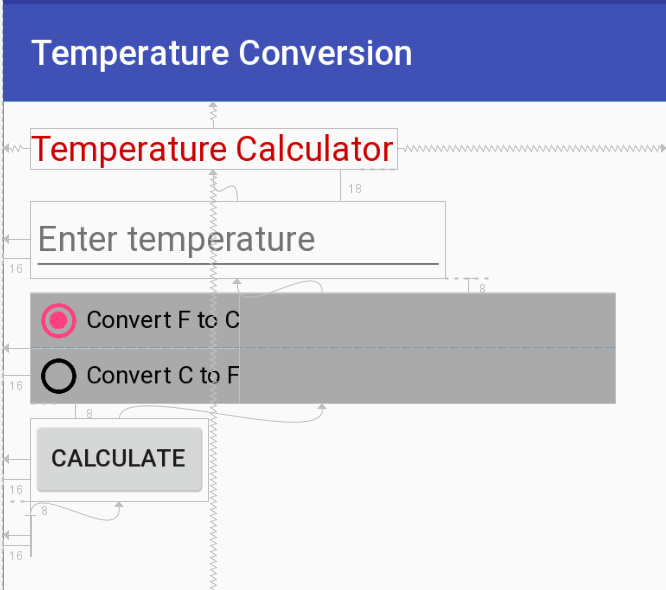 Temperature Conversion
Temperature Calculator
18
Enter temperature
16
8
Convert F to C
Convert C to F
16
8
CALCULATE
16
8
16